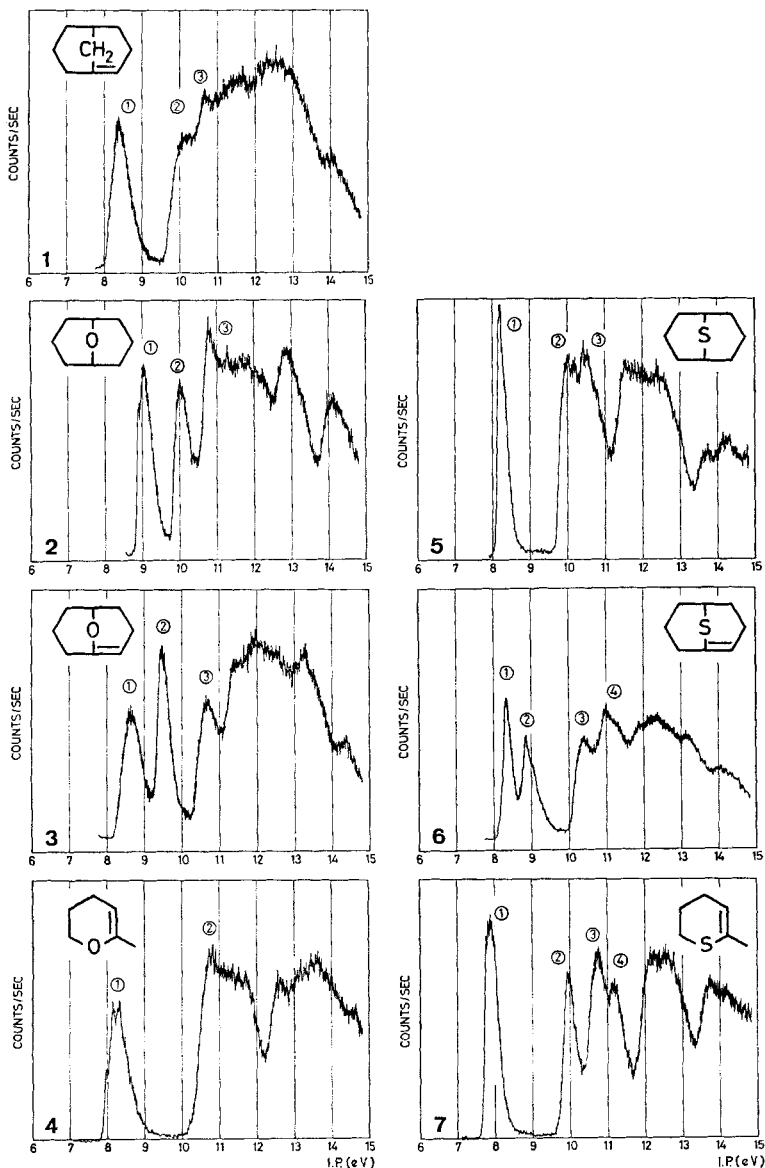 CH₂
① ② ③
COUNTS/SEC
1
6 7 8 9 10 11 12 13 14 15
O
① ② ③
COUNTS/SEC
2
6 7 8 9 10 11 12 13 14 15
S
① ② ③
COUNTS/SEC
5
6 7 8 9 10 11 12 13 14 15
O
① ② ③
COUNTS/SEC
3
6 7 8 9 10 11 12 13 14 15
S
① ② ③ ④
COUNTS/SEC
6
6 7 8 9 10 11 12 13 14 15
O
① ②
COUNTS/SEC
4
6 7 8 9 10 11 12 13 14 15
I.P. (eV)
S
① ② ③ ④
COUNTS/SEC
7
6 7 8 9 10 11 12 13 14 15
I.P. (eV)